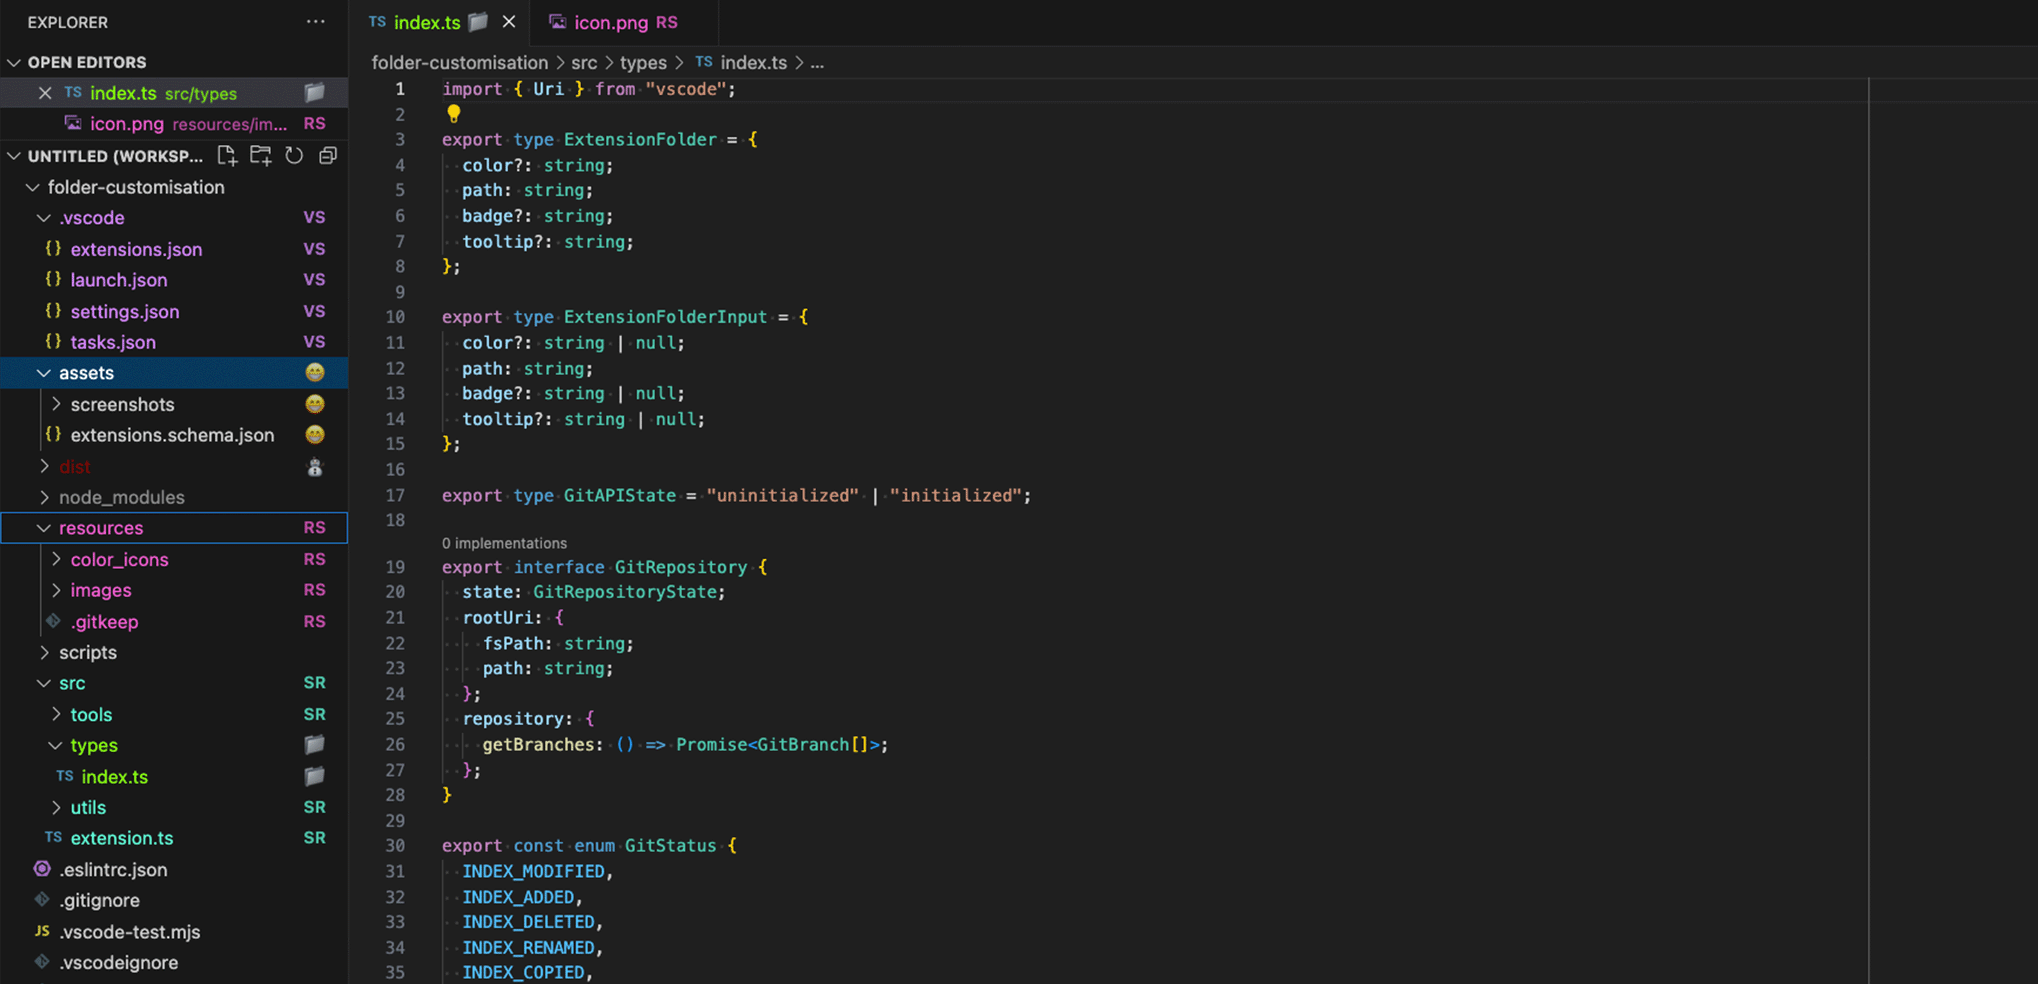 EXPLORER ...
OPEN EDITORS
TS index.ts src/types
icon.png resources/im... RS
UNTITLED (WORKSP...
folder-customisation
.vscode VS
{} extensions.json VS
{} launch.json VS
{} settings.json VS
{} tasks.json VS
assets 😁
screenshots 😁
{} extensions.schema.json 😁
dist ⛄
node_modules
resources RS
color_icons RS
images RS
.gitkeep RS
scripts
src SR
tools SR
types 📁
TS index.ts 📁
utils SR
TS extension.ts SR
.eslintrc.json
.gitignore
JS .vscode-test.mjs
.vscodeignore
TS index.ts 📁 icon.png RS
folder-customisation > src > types > TS index.ts > ...
1 import { Uri } from "vscode";
2
3 export type ExtensionFolder = {
4 color?: string;
5 path: string;
6 badge?: string;
7 tooltip?: string;
8 };
9
10 export type ExtensionFolderInput = {
11 color?: string | null;
12 path: string;
13 badge?: string | null;
14 tooltip?: string | null;
15 };
16
17 export type GitAPIState = "uninitialized" | "initialized";
18
0 implementations
19 export interface GitRepository {
20 state: GitRepositoryState;
21 rootUri: {
22 fsPath: string;
23 path: string;
24 };
25 repository: {
26 getBranches: () => Promise<GitBranch[]>;
27 };
28 }
29
30 export const enum GitStatus {
31 INDEX_MODIFIED,
32 INDEX_ADDED,
33 INDEX_DELETED,
34 INDEX_RENAMED,
35 INDEX_COPIED,